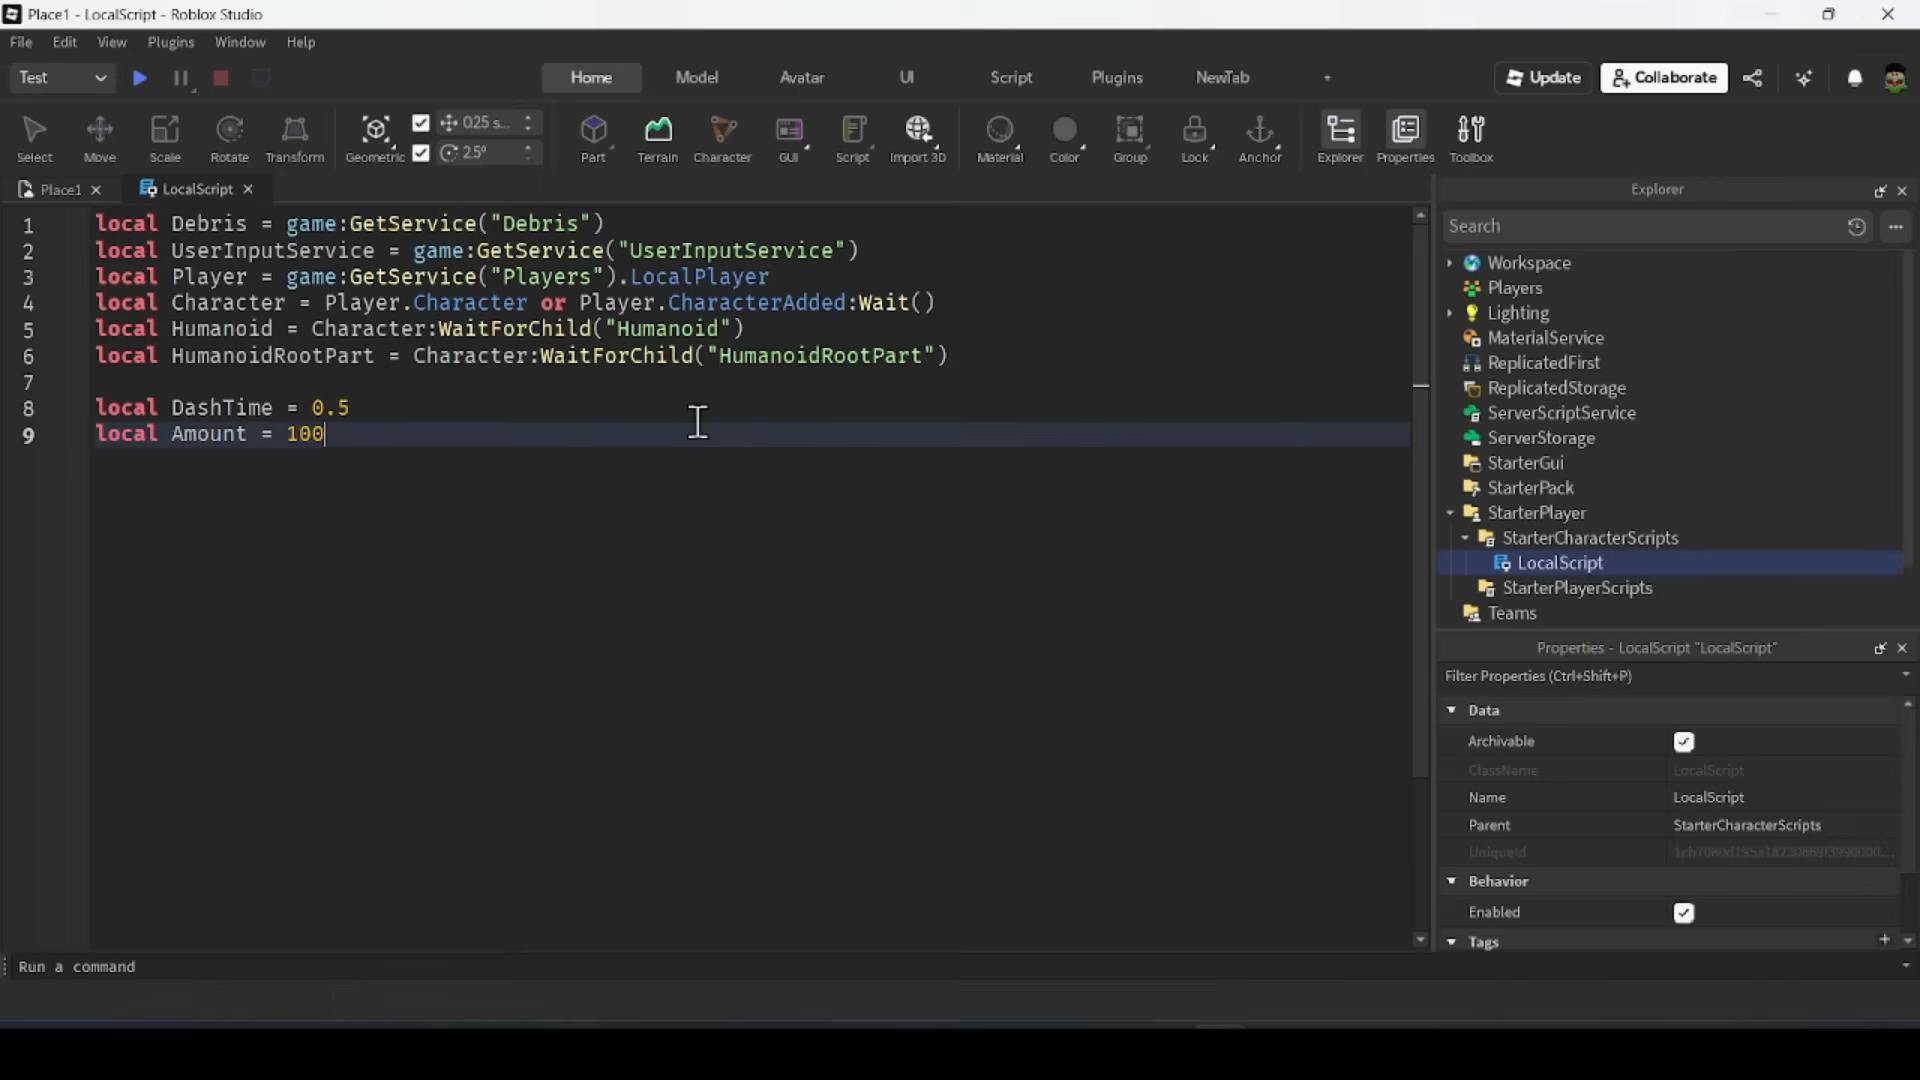 Place1 - LocalScript - Roblox Studio
File Edit View Plugins Window Help
Test Home Model Avatar UI Script Plugins NewTab + Update Collaborate
Select Move Scale Rotate Transform Geometric 0.25 s... 2.5° Part Terrain Character GUI Script Import 3D Material Color Group Lock Anchor Explorer Properties Toolbox
Place1 LocalScript
1 local Debris = game:GetService("Debris")
2 local UserInputService = game:GetService("UserInputService")
3 local Player = game:GetService("Players").LocalPlayer
4 local Character = Player.Character or Player.CharacterAdded:Wait()
5 local Humanoid = Character:WaitForChild("Humanoid")
6 local HumanoidRootPart = Character:WaitForChild("HumanoidRootPart")
7
8 local DashTime = 0.5
9 local Amount = 100
Explorer
Search
Workspace
Players
Lighting
MaterialService
ReplicatedFirst
ReplicatedStorage
ServerScriptService
ServerStorage
StarterGui
StarterPack
StarterPlayer
StarterCharacterScripts
LocalScript
StarterPlayerScripts
Teams
Properties - LocalScript "LocalScript"
Filter Properties (Ctrl+Shift+P)
Data
Archivable
ClassName LocalScript
Name LocalScript
Parent StarterCharacterScripts
UniqueId
Behavior
Enabled
Tags +
Run a command